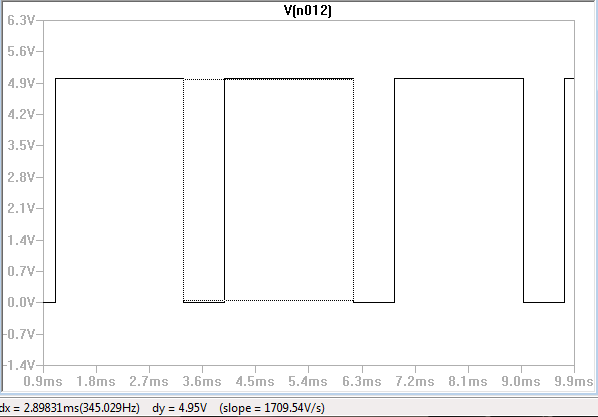 V(n012)
6.3V
5.6V
4.9V
4.2V
3.5V
2.8V
2.1V
1.4V
0.7V
0.0V
-0.7V
-1.4V
0.9ms 1.8ms 2.7ms 3.6ms 4.5ms 5.4ms 6.3ms 7.2ms 8.1ms 9.0ms 9.9ms
dx = 2.89831ms(345.029Hz) dy = 4.95V (slope = 1709.54V/s)